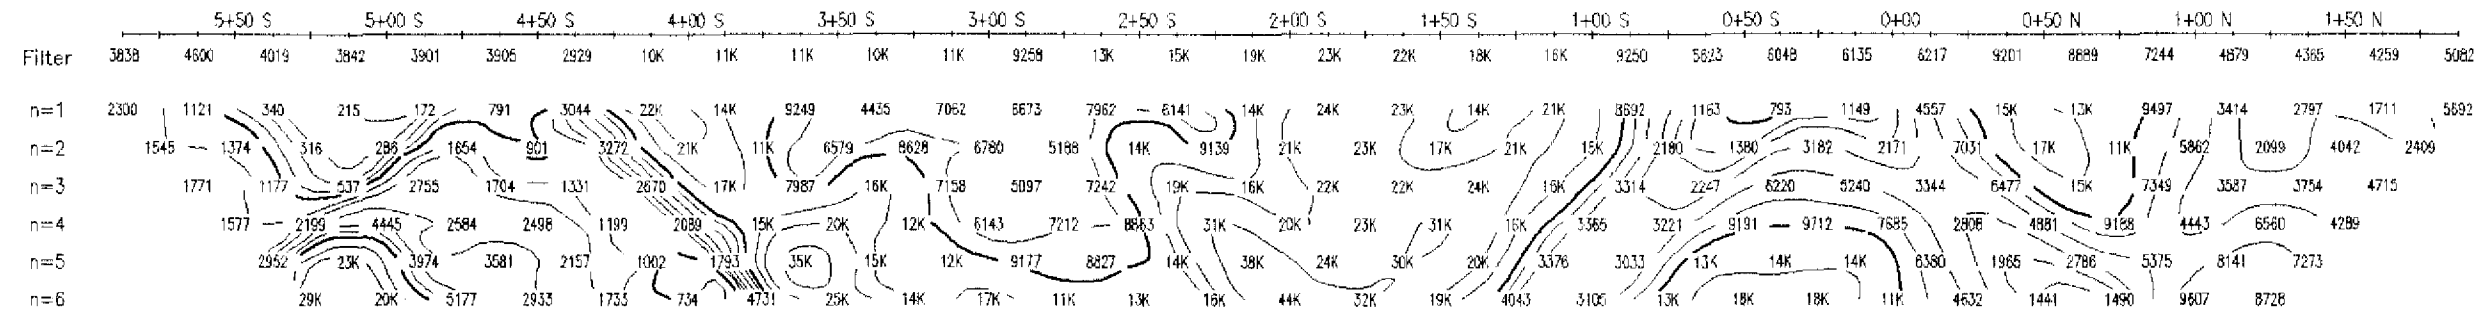 5+50 S 5+00 S 4+50 S 4+00 S 3+50 S 3+00 S 2+50 S 2+00 S 1+50 S 1+00 S 0+50 S 0+00 0+50 N 1+00 N 1+50 N
Filter 3838 4600 4019 3842 3901 3905 2929 10K 11K 11K 10K 11K 9258 13K 15K 19K 23K 22K 18K 16K 9250 5623 6048 6135 6217 9201 8889 7244 4879 4365 4259 5082
n=1 2300 1121 340 215 172 791 3044 22K 14K 9249 4435 7062 6673 7962 6141 14K 24K 23K 14K 21K 8692 1163 793 1149 4557 15K 13K 9497 3414 2797 1711 5692
n=2 1545 1374 316 286 1654 901 3272 21K 11K 6579 8628 6780 5188 14K 9139 21K 23K 17K 21K 15K 2180 1380 3182 2171 7031 17K 11K 5862 2099 4042 2409
n=3 1771 1177 537 2755 1704 1331 2670 17K 7987 16K 7158 5097 7242 19K 16K 22K 22K 24K 16K 3314 2247 6220 5240 3344 6477 15K 7349 3587 3754 4715
n=4 1577 2199 4445 2584 2498 1199 2089 15K 20K 12K 6143 7212 8863 31K 20K 23K 31K 16K 3365 3221 9191 9712 7685 2808 4881 9188 4443 6560 4289
n=5 2952 23K 3974 3581 2157 1002 1793 35K 15K 12K 9177 8827 14K 38K 24K 30K 20K 3376 3033 13K 14K 14K 6380 1965 2786 5375 8141 7273
n=6 29K 20K 5177 2933 1733 734 4731 25K 14K 17K 11K 13K 16K 44K 32K 19K 4043 3105 13K 18K 18K 11K 4632 1441 1490 9607 8728